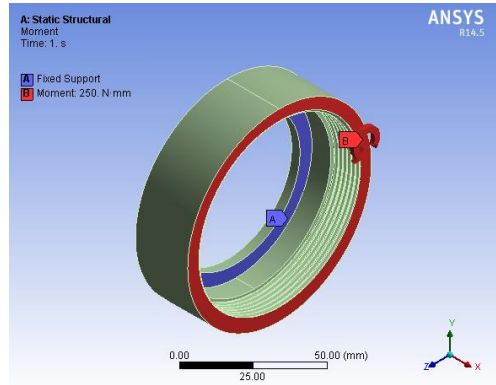 A: Static Structural
Moment
Time: 1. s
A Fixed Support
B Moment: 250. N·mm
ANSYS
R14.5
B
A
0.00 50.00 (mm)
25.00
Y
Z X